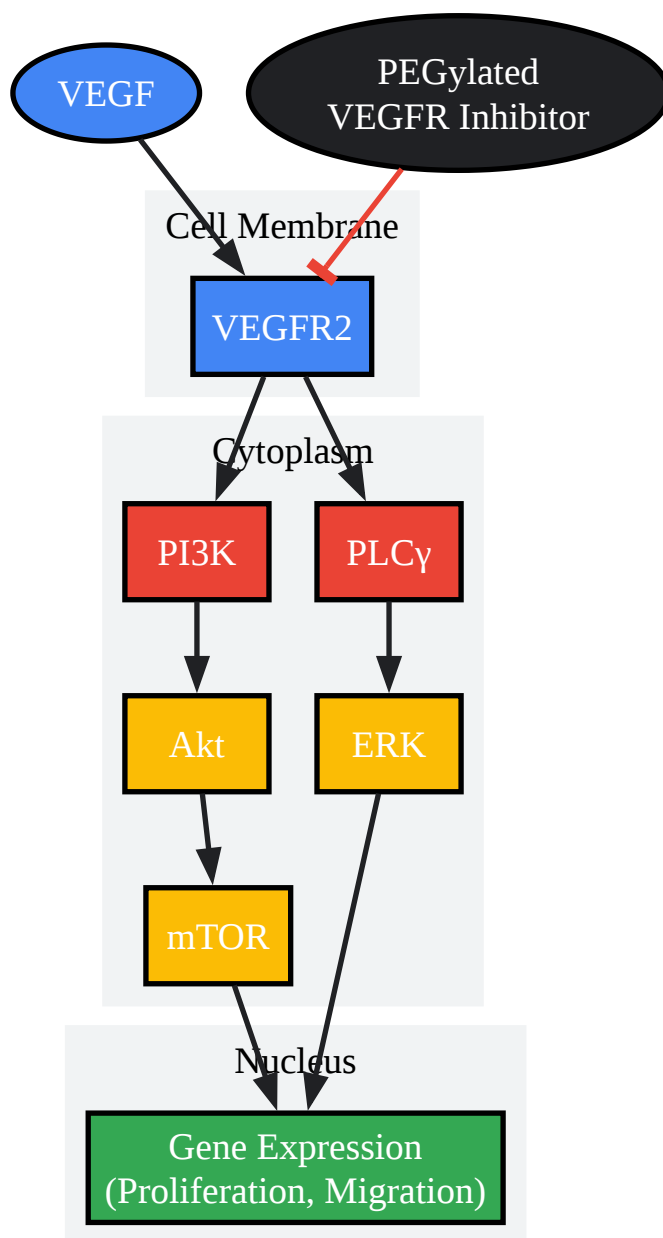 VEGF
PEGylated
VEGFR Inhibitor
Cell Membrane
VEGFR2
Cytoplasm
PI3K
PLCγ
Akt
ERK
mTOR
Nucleus
Gene Expression
(Proliferation, Migration)